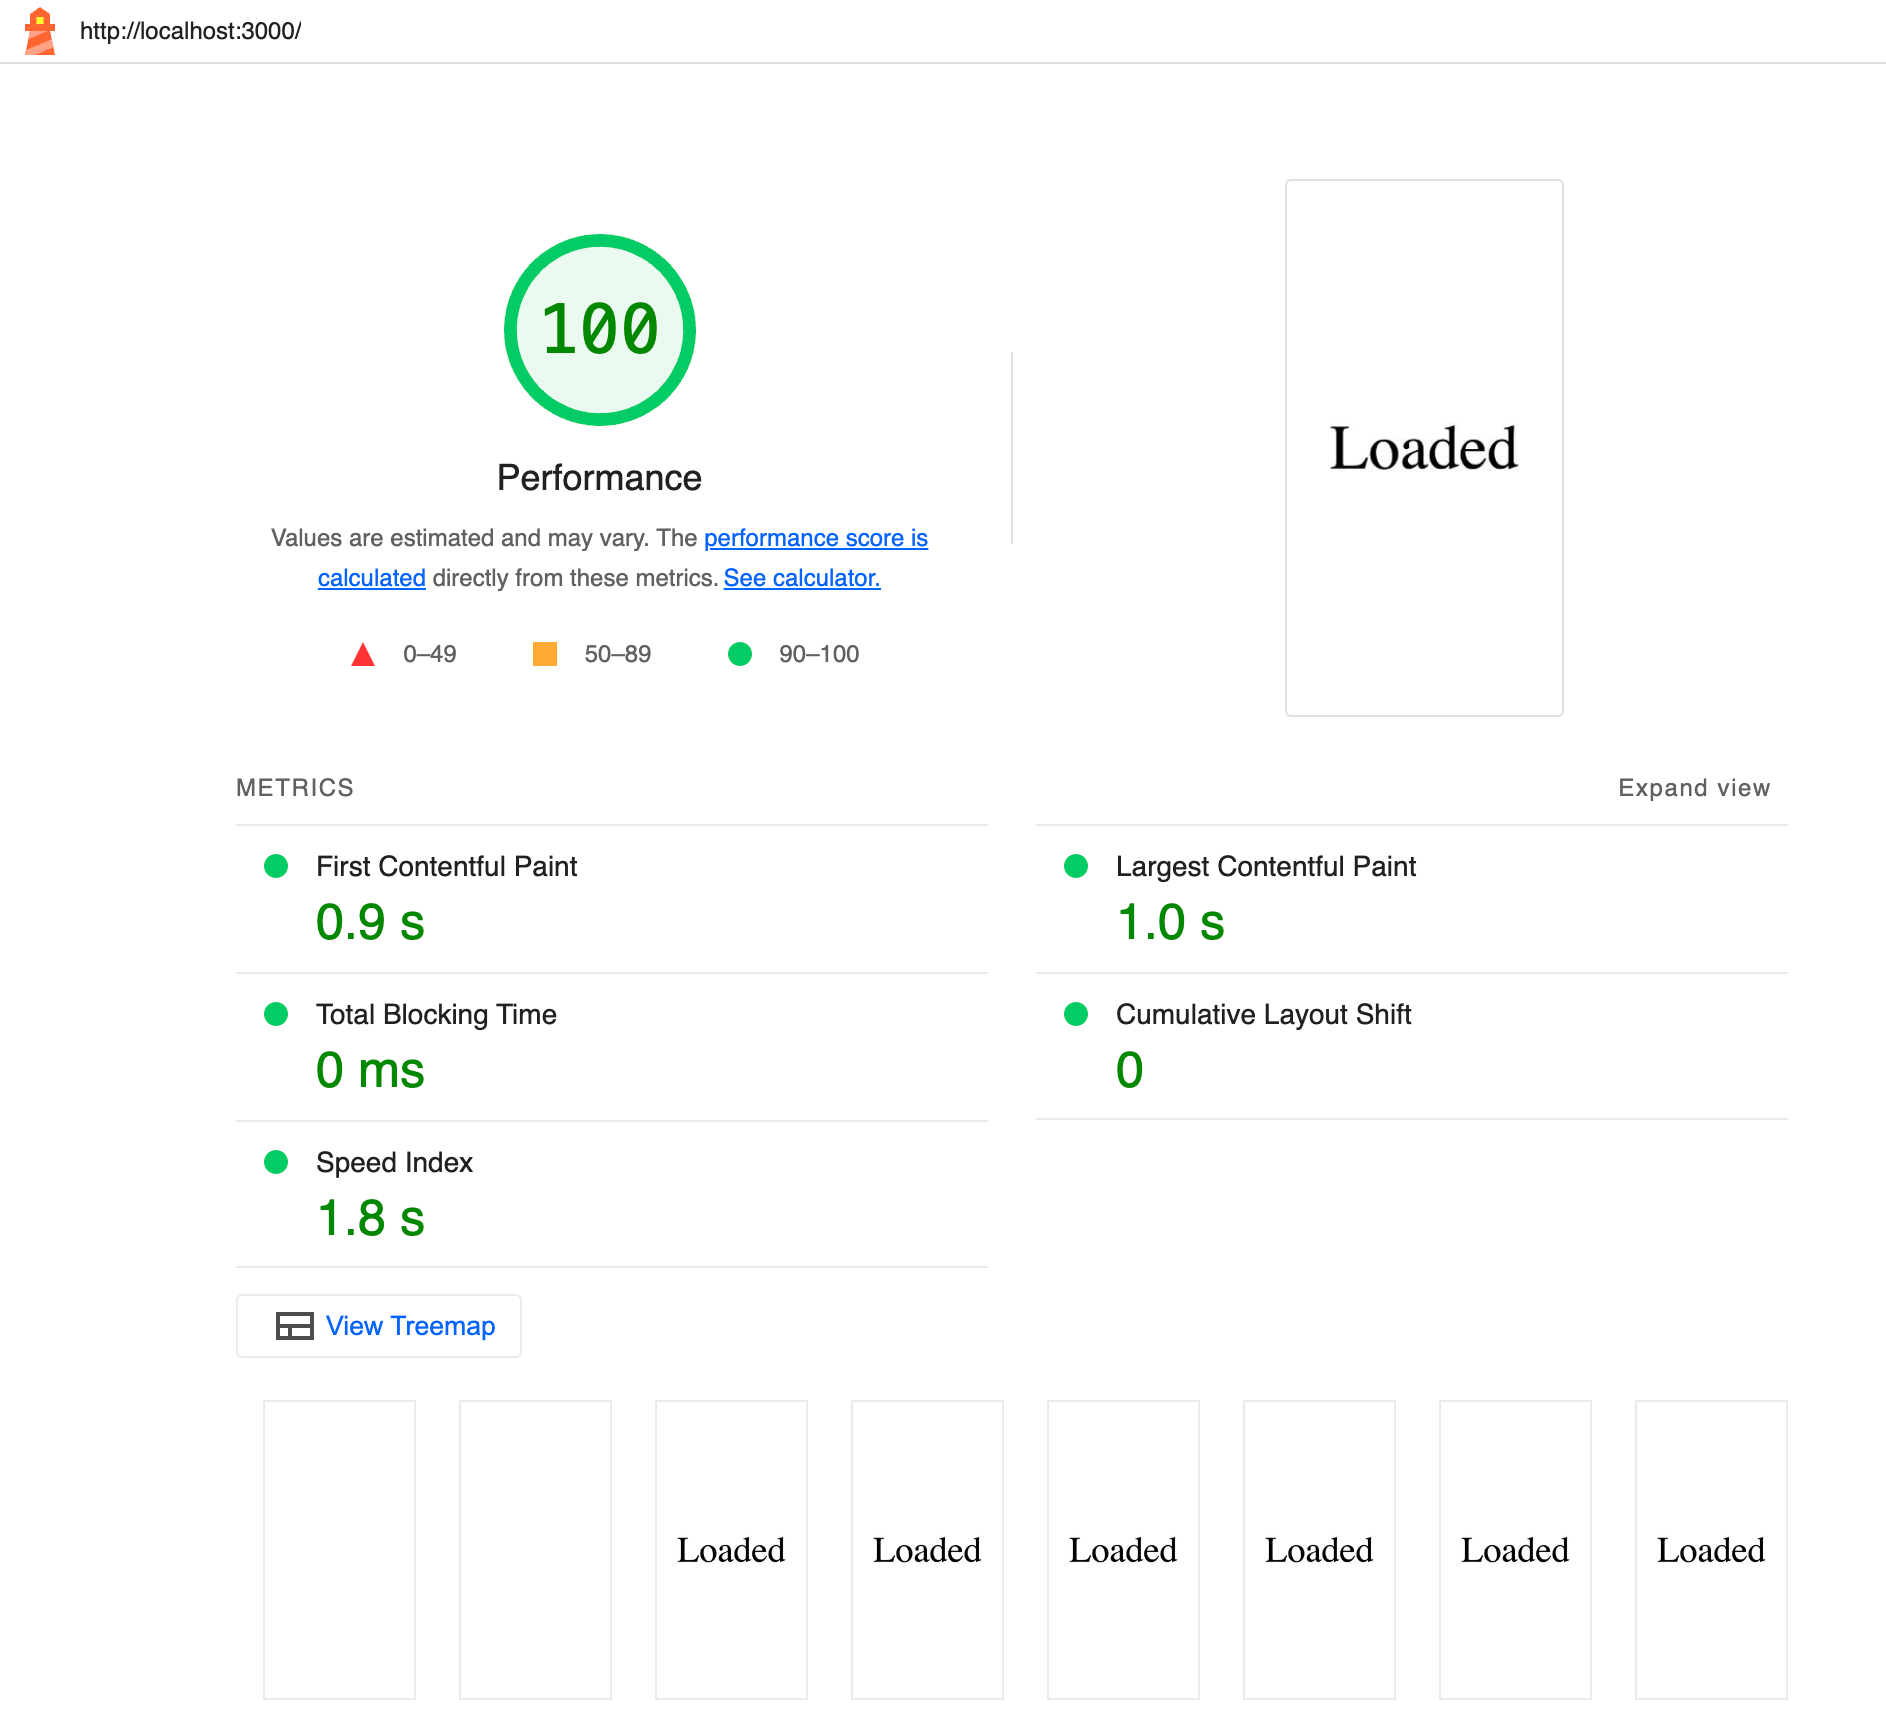 http://localhost:3000/
100
Performance
Values are estimated and may vary. The performance score is
calculated directly from these metrics. See calculator.
0–49 50–89 90–100
Loaded
METRICS
Expand view
First Contentful Paint
0.9 s
Largest Contentful Paint
1.0 s
Total Blocking Time
0 ms
Cumulative Layout Shift
0
Speed Index
1.8 s
View Treemap
Loaded Loaded Loaded Loaded Loaded Loaded